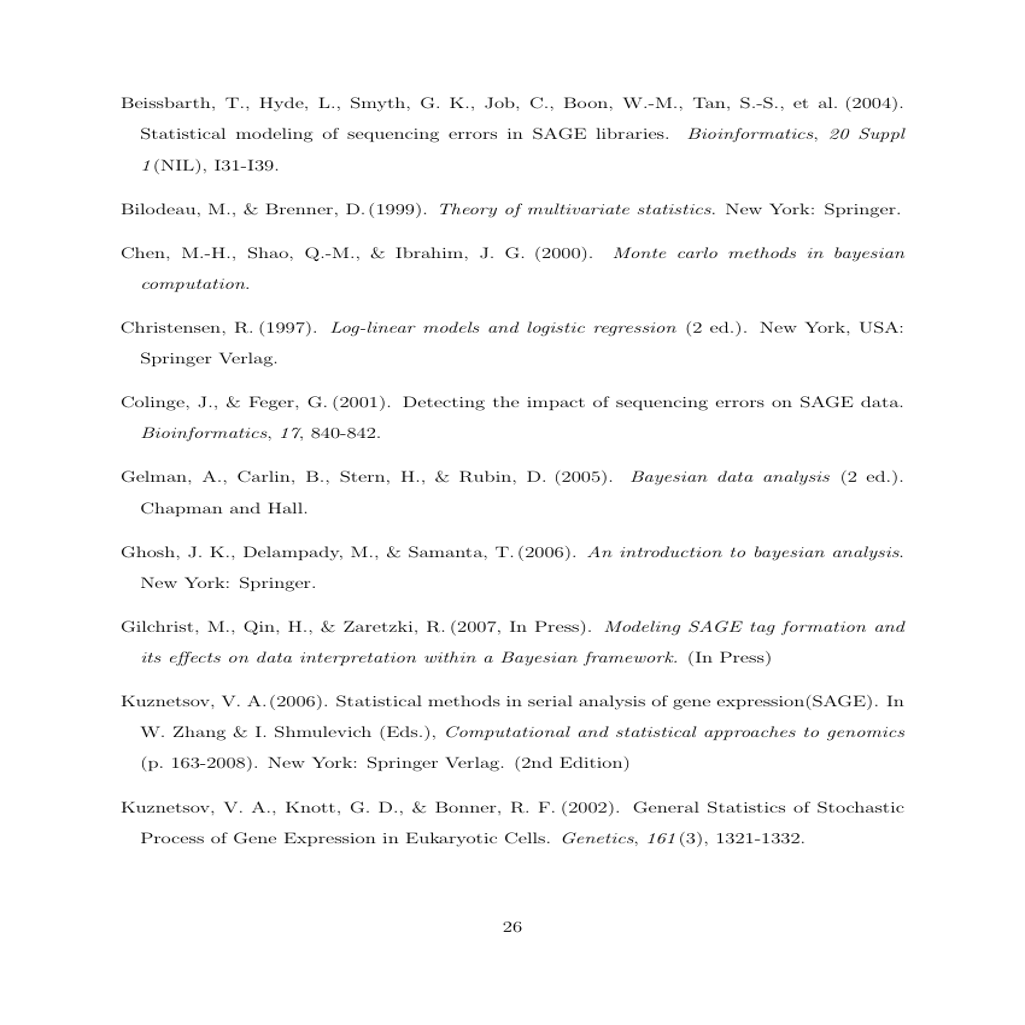 Beissbarth, T., Hyde, L., Smyth, G. K., Job, C., Boon, W.-M., Tan, S.-S., et al. (2004).
Statistical modeling of sequencing errors in SAGE libraries. Bioinformatics, 20 Suppl
1(NIL), I31-I39.
Bilodeau, M., & Brenner, D. (1999). Theory of multivariate statistics. New York: Springer.
Chen, M.-H., Shao, Q.-M., & Ibrahim, J. G. (2000). Monte carlo methods in bayesian
computation.
Christensen, R. (1997). Log-linear models and logistic regression (2 ed.). New York, USA:
Springer Verlag.
Colinge, J., & Feger, G. (2001). Detecting the impact of sequencing errors on SAGE data.
Bioinformatics, 17, 840-842.
Gelman, A., Carlin, B., Stern, H., & Rubin, D. (2005). Bayesian data analysis (2 ed.).
Chapman and Hall.
Ghosh, J. K., Delampady, M., & Samanta, T. (2006). An introduction to bayesian analysis.
New York: Springer.
Gilchrist, M., Qin, H., & Zaretzki, R. (2007, In Press). Modeling SAGE tag formation and
its effects on data interpretation within a Bayesian framework. (In Press)
Kuznetsov, V. A. (2006). Statistical methods in serial analysis of gene expression(SAGE). In
W. Zhang & I. Shmulevich (Eds.), Computational and statistical approaches to genomics
(p. 163-2008). New York: Springer Verlag. (2nd Edition)
Kuznetsov, V. A., Knott, G. D., & Bonner, R. F. (2002). General Statistics of Stochastic
Process of Gene Expression in Eukaryotic Cells. Genetics, 161(3), 1321-1332.
26